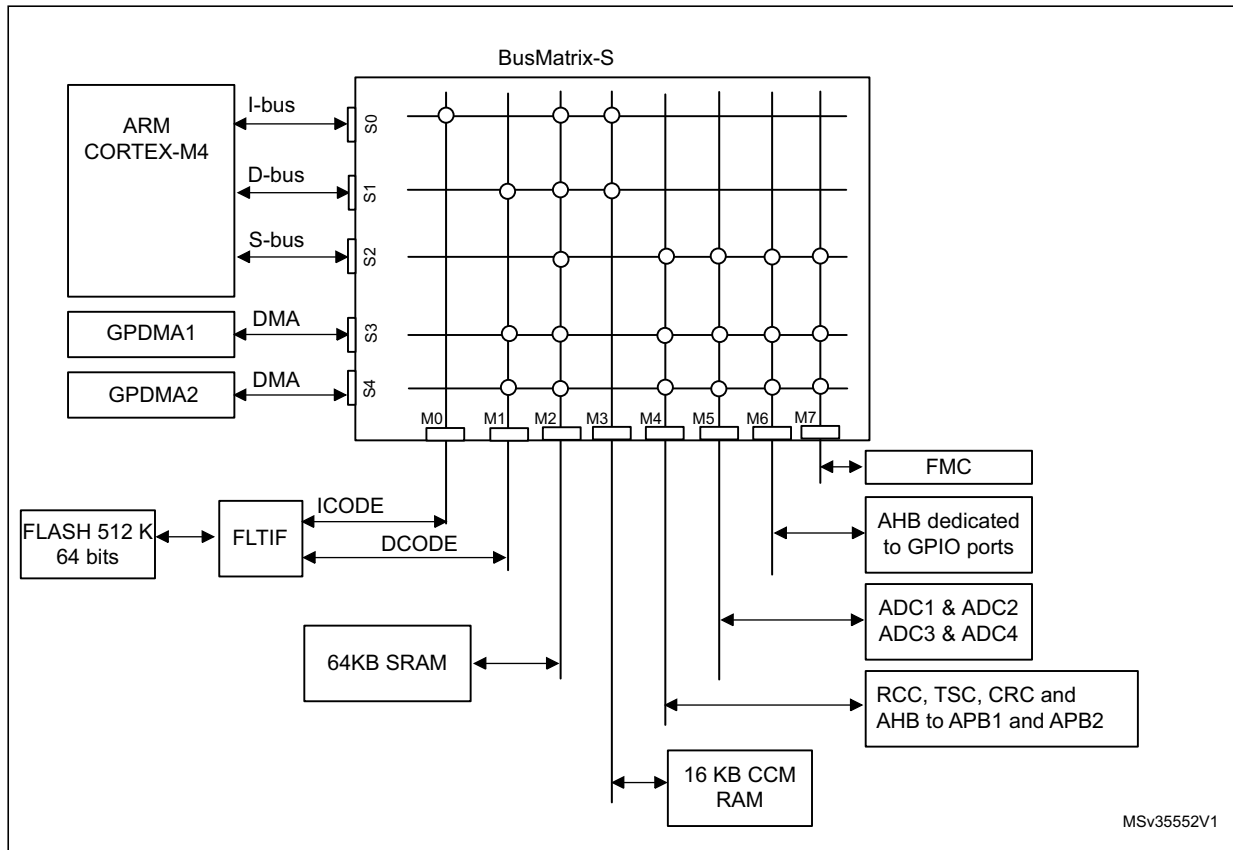 BusMatrix-S
ARM
CORTEX-M4
I-bus
D-bus
S-bus
GPDMA1
DMA
GPDMA2
DMA
S0
S1
S2
S3
S4
M0
M1
M2
M3
M4
M5
M6
M7
FMC
AHB dedicated
to GPIO ports
ADC1 & ADC2
ADC3 & ADC4
RCC, TSC, CRC and
AHB to APB1 and APB2
FLASH 512 K
64 bits
FLTIF
ICODE
DCODE
64KB SRAM
16 KB CCM
RAM
MSv35552V1